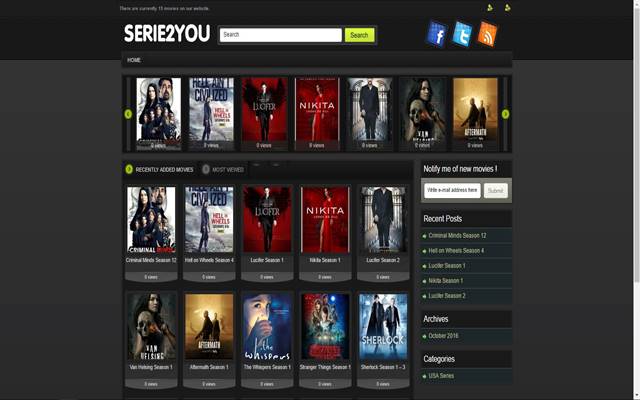 There are currently 15 movies on our website.
SERIE2YOU
Search
Search
HOME
0 views
0 views
0 views
0 views
0 views
0 views
0 views
HELL AIN'T
CIVILIZED
HELL ON WHEELS
LUCIFER
NIKITA
VAN HELSING
AFTERMATH
RECENTLY ADDED MOVIES
MOST VIEWED
CRIMINAL MINDS
CIVILIZED
HELL ON WHEELS
LUCIFER
NIKITA
Criminal Minds Season 12
Hell on Wheels Season 4
Lucifer Season 1
Nikita Season 1
Lucifer Season 2
0 views
0 views
0 views
0 views
0 views
VAN HELSING
AFTERMATH
the whispers
STRANGER THINGS
SHERLOCK
Van Helsing Season 1
Aftermath Season 1
The Whispers Season 1
Stranger Things Season 1
Sherlock Season 1 – 3
0 views
0 views
0 views
0 views
0 views
Notify me of new movies !
Write e-mail address here
Submit
Recent Posts
Criminal Minds Season 12
Hell on Wheels Season 4
Lucifer Season 1
Nikita Season 1
Lucifer Season 2
Archives
October 2016
Categories
USA Series